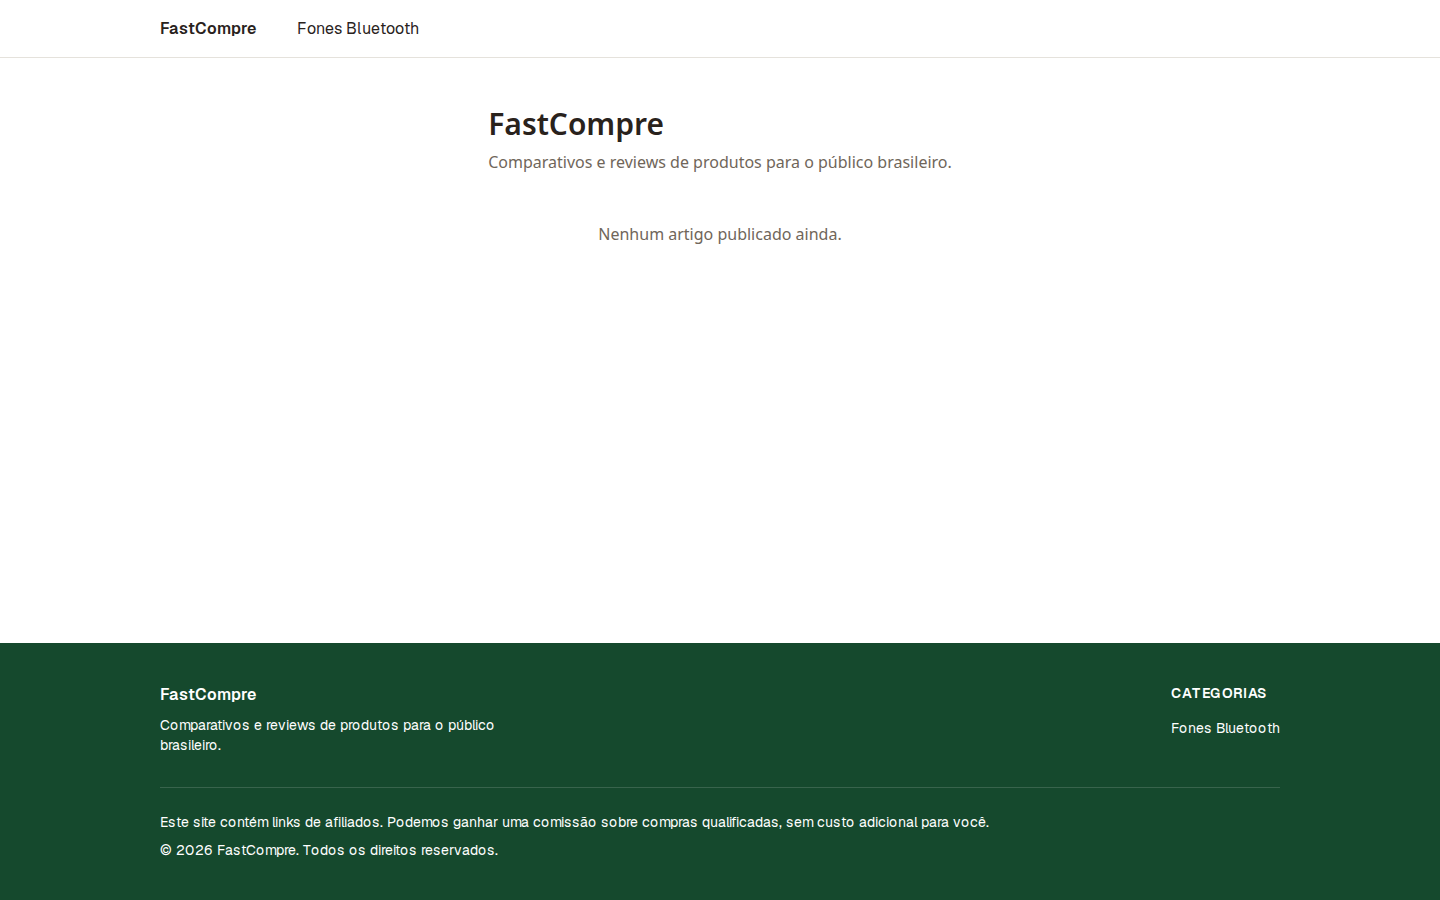 FastCompre
Fones Bluetooth
FastCompre
Comparativos e reviews de produtos para o público brasileiro.
Nenhum artigo publicado ainda.
FastCompre
Comparativos e reviews de produtos para o público
brasileiro.
CATEGORIAS
Fones Bluetooth
Este site contém links de afiliados. Podemos ganhar uma comissão sobre compras qualificadas, sem custo adicional para você.
© 2026 FastCompre. Todos os direitos reservados.